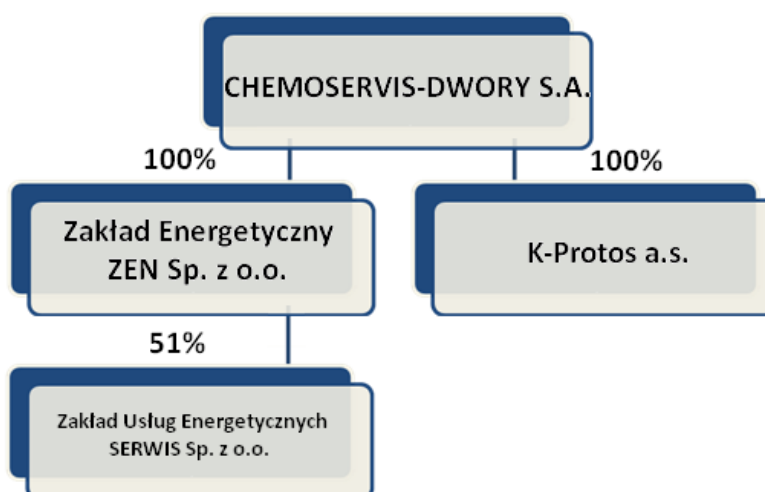 CHEMOSERVIS-DWORY S.A.
100%
100%
Zakład Energetyczny
ZEN Sp. z o.o.
K-Protos a.s.
51%
Zakład Usług Energetycznych
SERWIS Sp. z o.o.